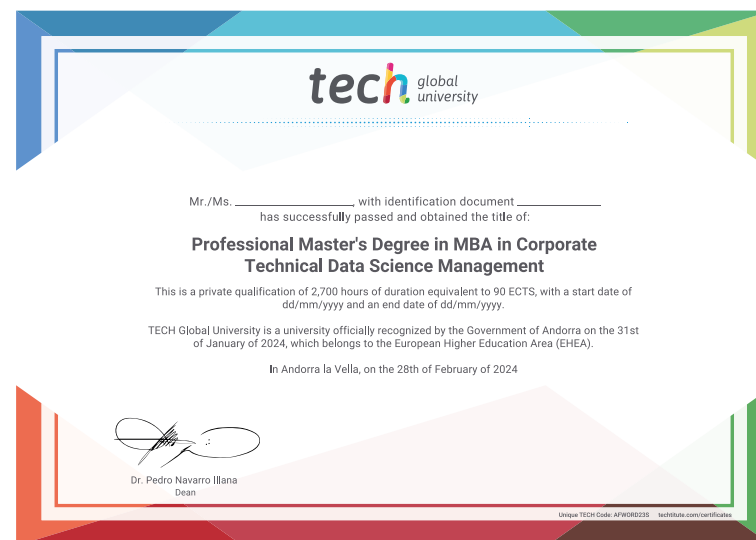 tech global
university
Mr./Ms. ____________________, with identification document ______________
has successfully passed and obtained the title of:
Professional Master's Degree in MBA in Corporate
Technical Data Science Management
This is a private qualification of 2,700 hours of duration equivalent to 90 ECTS, with a start date of
dd/mm/yyyy and an end date of dd/mm/yyyy.
TECH Global University is a university officially recognized by the Government of Andorra on the 31st
of January of 2024, which belongs to the European Higher Education Area (EHEA).
In Andorra la Vella, on the 28th of February of 2024
Dr. Pedro Navarro Illana
Dean
Unique TECH Code: AFWORD23S techtitute.com/certificates